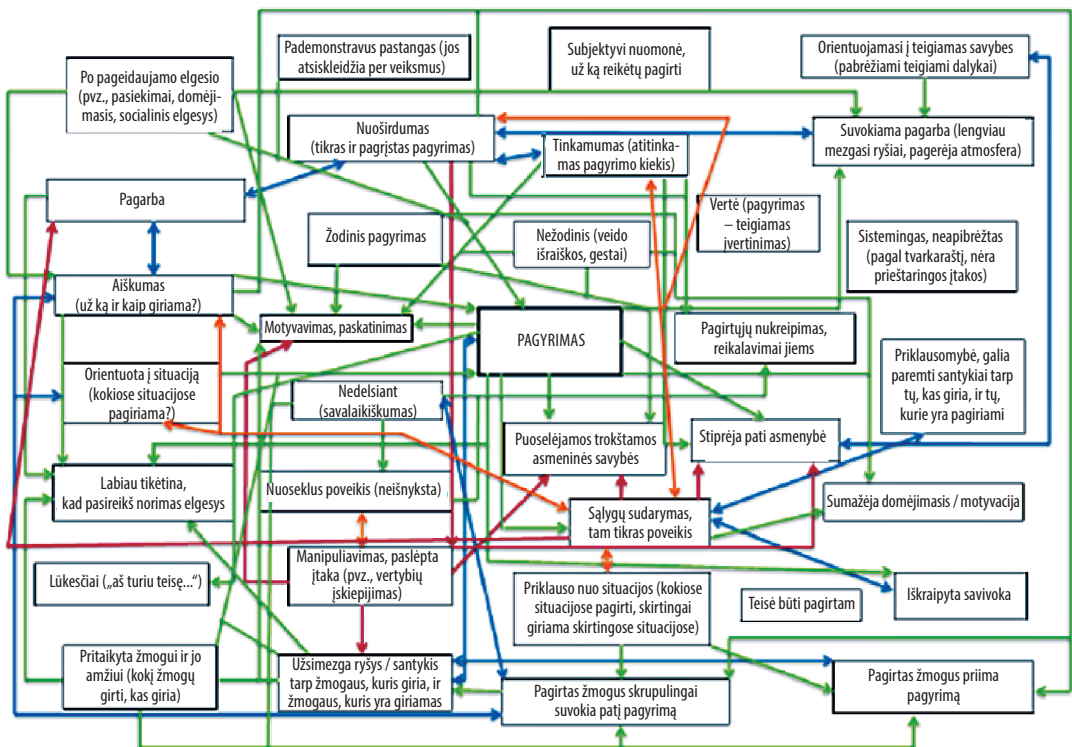 Pademonstravus pastangas (jos
atsiskleidžia per veiksmus)
Subjektyvi nuomonė,
už ką reikėtų pagirti
Orientuojamasi į teigiamas savybes
(pabrėžiami teigiami dalykai)
Po pageidaujamo elgesio
(pvz., pasiekimai, domėji-
masis, socialinis elgesys)
Nuoširdumas
(tikras ir pagrįstas pagyrimas)
Tinkamumas (atitinka-
mas pagyrimo kiekis)
Suvokiama pagarba (lengviau
mezgasi ryšiai, pagerėja atmosfera)
Pagarba
Vertė (pagyrimas
– teigiamas
įvertinimas)
Žodinis pagyrimas
Nežodinis (veido
išraiškos, gestai)
Sistemingas, neapibrėžtas
(pagal tvarkaraštį, nėra
prieštaringos įtakos)
Aiškumas
(už ką ir kaip giriama?)
Motyvavimas, paskatinimas
PAGYRIMAS
Pagirtųjų nukreipimas,
reikalavimai jiems
Priklausomybė, galia
paremti santykiai tarp
tų, kas giria, ir tų,
kurie yra pagiriami
Orientuota į situaciją
(kokiose situacijose
pagiriama?)
Nedelsiant
(savalaikiškumas)
Puoselėjamos trokštamos
asmeninės savybės
Stiprėja pati asmenybė
Labiau tikėtina,
kad pasireikš norimas elgesys
Nuoseklus poveikis (neišnyksta)
Sąlygų sudarymas,
tam tikras poveikis
Sumažėja domėjimasis / motyvacija
Lūkesčiai („aš turiu teisę...“)
Manipuliavimas, paslėpta
įtaka (pvz., vertybių
įskiepijimas)
Priklauso nuo situacijos (kokiose
situacijose pagirti, skirtingai
giriama skirtingose situacijose)
Teisė būti pagirtam
Iškraipyta savivoka
Pritaikyta žmogui ir jo
amžiui (kokį žmogų
girti, kas giria)
Užsimezga ryšys / santykis
tarp žmogaus, kuris giria, ir
žmogaus, kuris yra giriamas
Pagirtas žmogus skrupulingai
suvokia patį pagyrimą
Pagirtas žmogus priima
pagyrimą